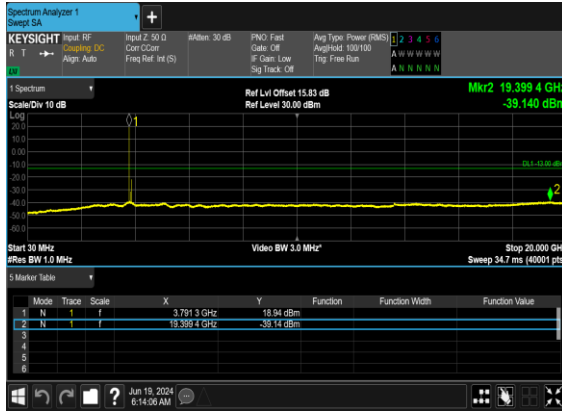 Spectrum Analyzer 1
Swept SA
+
KEYSIGHT Input: RF Input Z: 50 Ω #Atten: 30 dB PNO: Fast Avg Type: Power (RMS) 1 2 3 4 5 6
R T Coupling: DC Corr CCorr Gate: Off Avg|Hold: 100/100 A W W W W W
Align: Auto Freq Ref: Int (S) IF Gain: Low Trig: Free Run
Sig Track: Off A N N N N N
1 Spectrum Ref Lvl Offset 15.83 dB Mkr2 19.399 4 GHz
Scale/Div 10 dB Ref Level 30.00 dBm -39.140 dBm
Log
20.0 1
10.0
0.00
-10.0 DL1 -13.00 dBm
-20.0
-30.0 2
-40.0
-50.0
-60.0
Start 30 MHz Video BW 3.0 MHz* Stop 20.000 GHz
#Res BW 1.0 MHz Sweep 34.7 ms (40001 pts)
5 Marker Table
Mode Trace Scale X Y Function Function Width Function Value
1 N 1 f 3.791 3 GHz 18.94 dBm
2 N 1 f 19.399 4 GHz -39.14 dBm
3
4
5
6
? Jun 19, 2024
6:14:06 AM